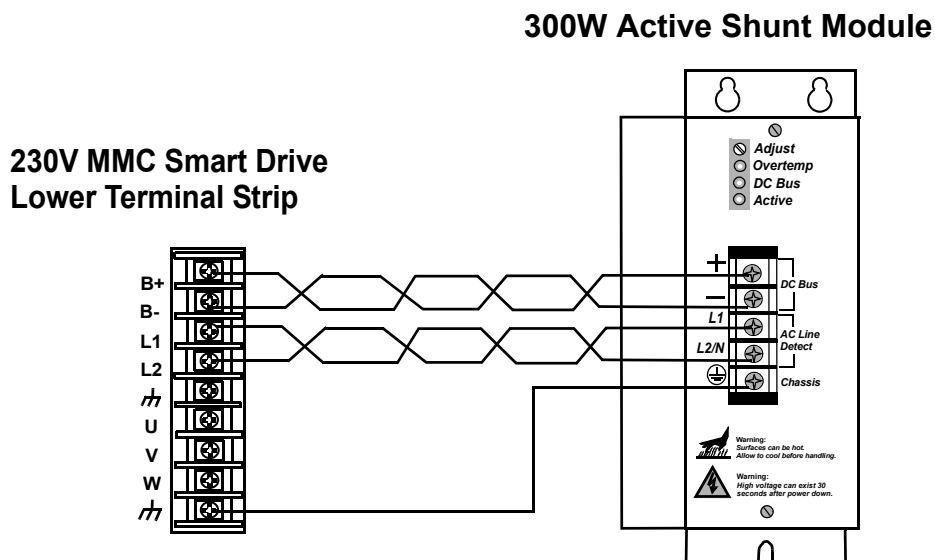 300W Active Shunt Module
230V MMC Smart Drive
Lower Terminal Strip
Adjust
Overtemp
DC Bus
Active
B+
B-
L1
L2
U
V
W
+
—
L1
L2/N
DC Bus
AC Line
Detect
Chassis
Warning:
Surfaces can be hot.
Allow to cool before handling.
Warning:
High voltage can exist 30
seconds after power down.